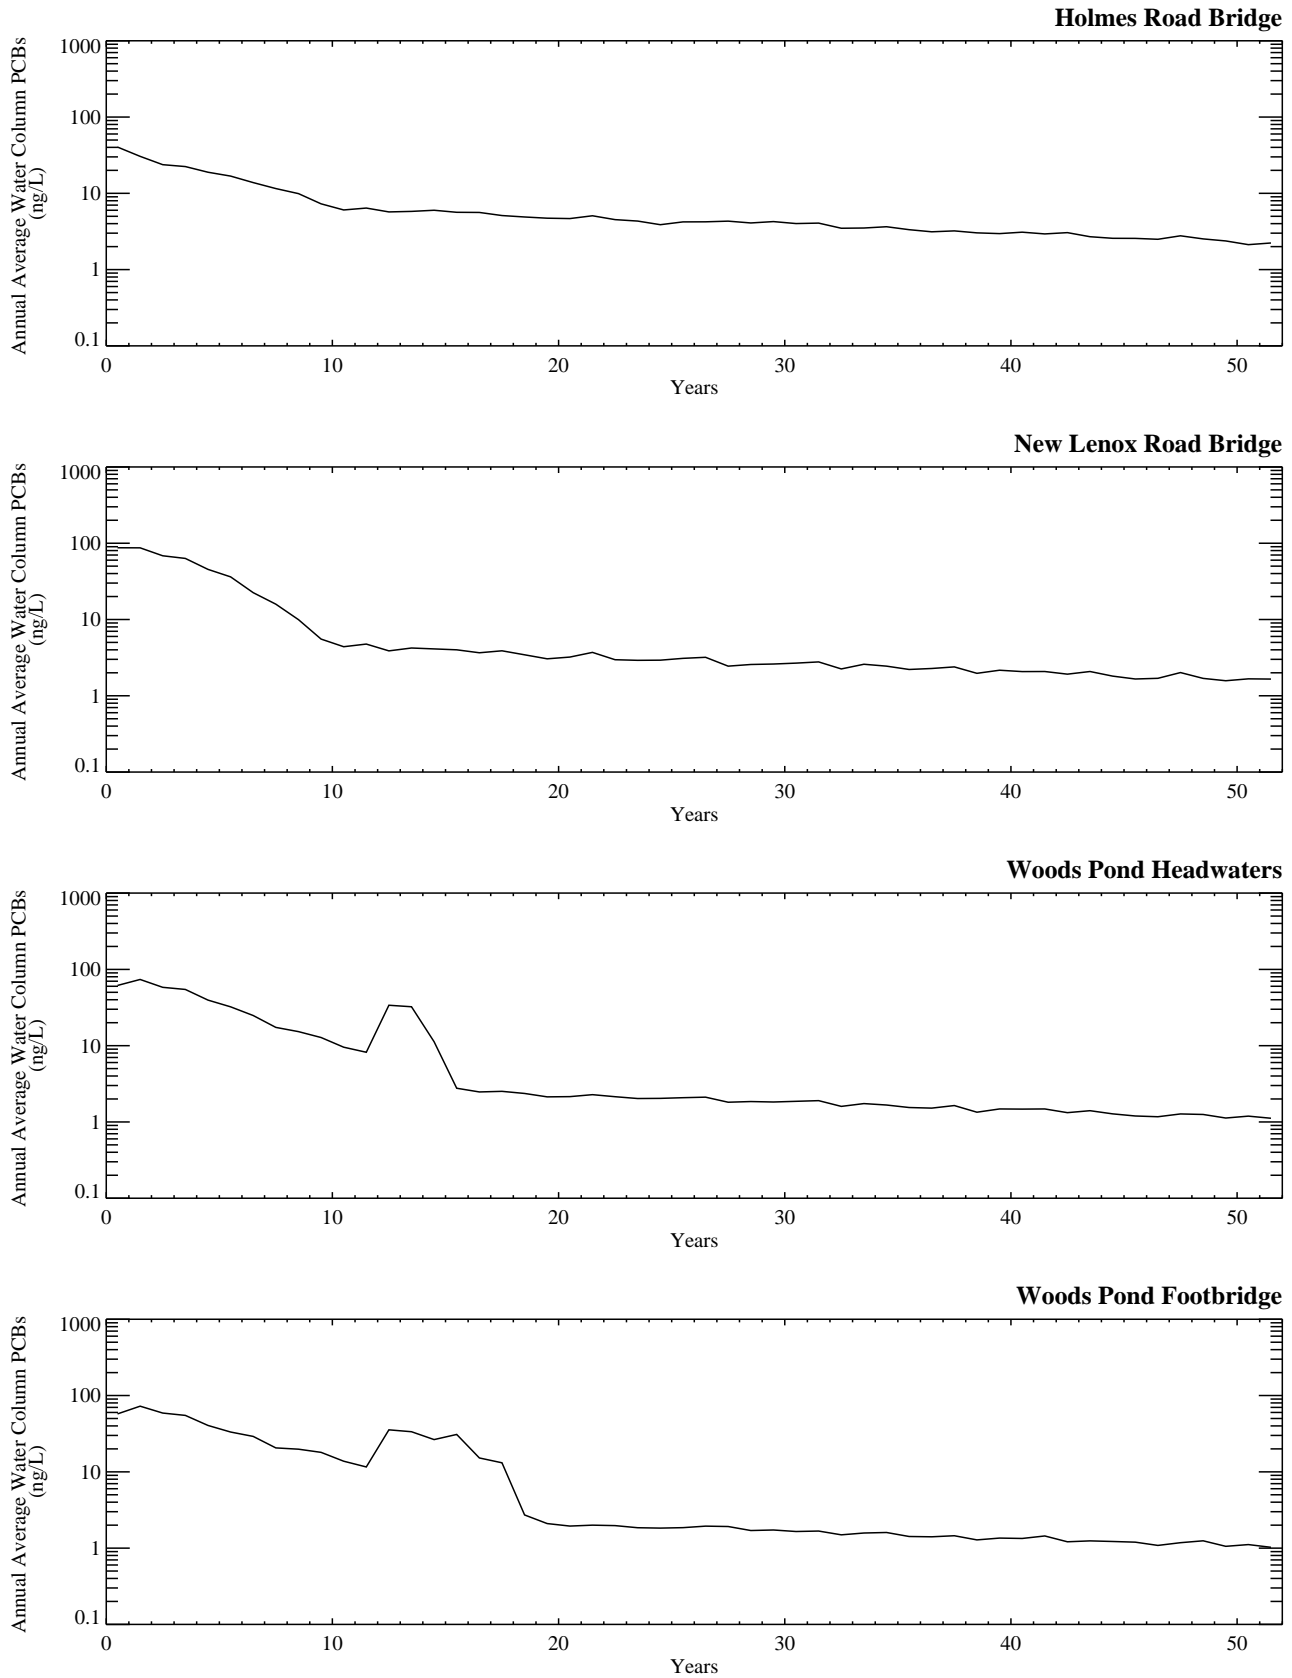 Holmes Road Bridge
Annual Average Water Column PCBs
(ng/L)
1000
100
10
1
0.1
0 10 20 30 40 50
Years
New Lenox Road Bridge
Annual Average Water Column PCBs
(ng/L)
1000
100
10
1
0.1
0 10 20 30 40 50
Years
Woods Pond Headwaters
Annual Average Water Column PCBs
(ng/L)
1000
100
10
1
0.1
0 10 20 30 40 50
Years
Woods Pond Footbridge
Annual Average Water Column PCBs
(ng/L)
1000
100
10
1
0.1
0 10 20 30 40 50
Years